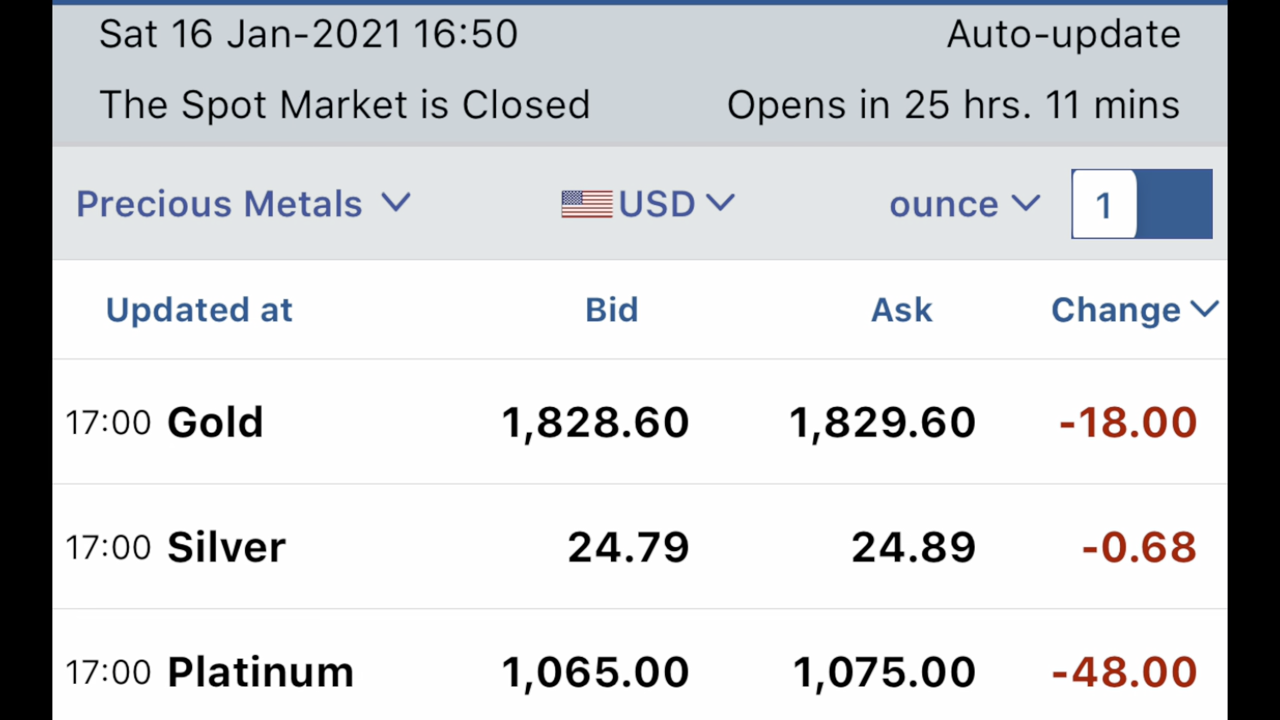 Sat 16 Jan-2021 16:50 Auto-update
The Spot Market is Closed Opens in 25 hrs. 11 mins
Precious Metals USD ounce 1
Updated at Bid Ask Change
17:00 Gold 1,828.60 1,829.60 -18.00
17:00 Silver 24.79 24.89 -0.68
17:00 Platinum 1,065.00 1,075.00 -48.00